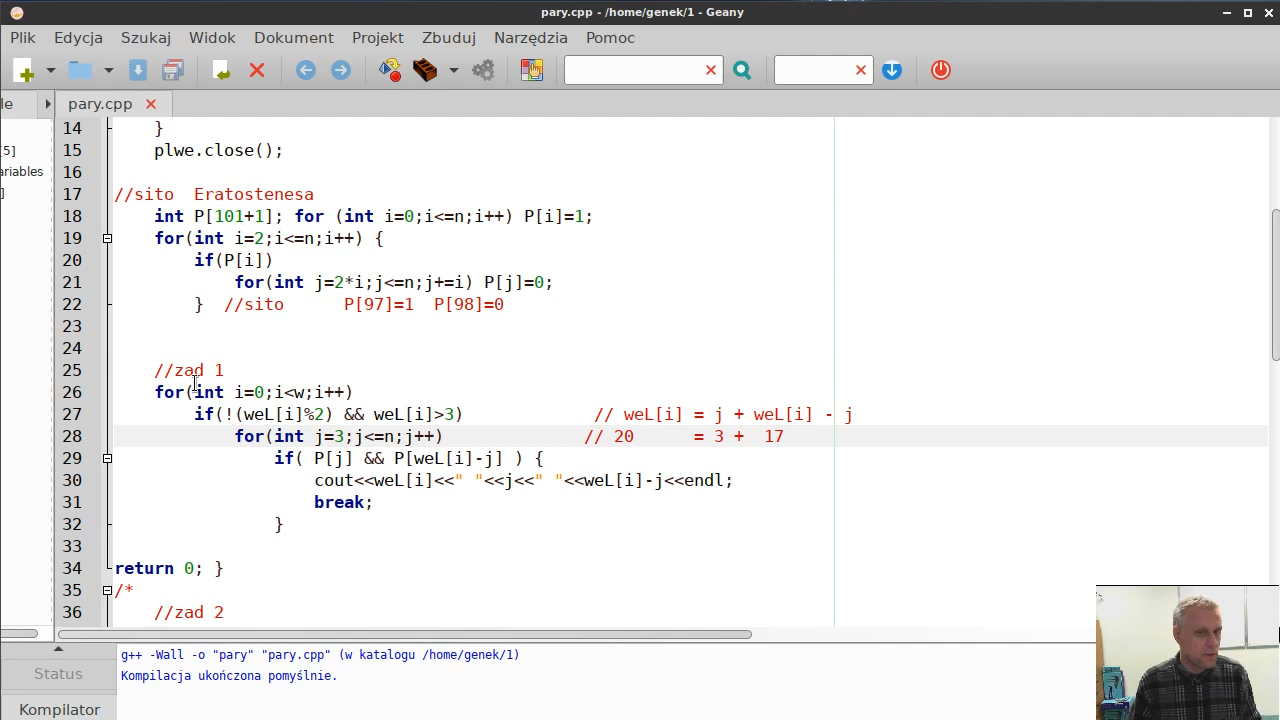 pary.cpp - /home/genek/1 - Geany
Plik Edycja Szukaj Widok Dokument Projekt Zbuduj Narzędzia Pomoc
le pary.cpp
14 }
[5] 15 plwe.close();
ariables 16
] 17 //sito Eratostenesa
18 int P[101+1]; for (int i=0;i<=n;i++) P[i]=1;
19 for(int i=2;i<=n;i++) {
20 if(P[i])
21 for(int j=2*i;j<=n;j+=i) P[j]=0;
22 } //sito P[97]=1 P[98]=0
23
24
25 //zad 1
26 for(int i=0;i<w;i++)
27 if(!(weL[i]%2) && weL[i]>3) // weL[i] = j + weL[i] - j
28 for(int j=3;j<=n;j++) // 20 = 3 + 17
29 if( P[j] && P[weL[i]-j] ) {
30 cout<<weL[i]<<" "<<j<<" "<<weL[i]-j<<endl;
31 break;
32 }
33
34 return 0; }
35 /*
36 //zad 2
g++ -Wall -o "pary" "pary.cpp" (w katalogu /home/genek/1)
Status Kompilacja ukończona pomyślnie.
Kompilator